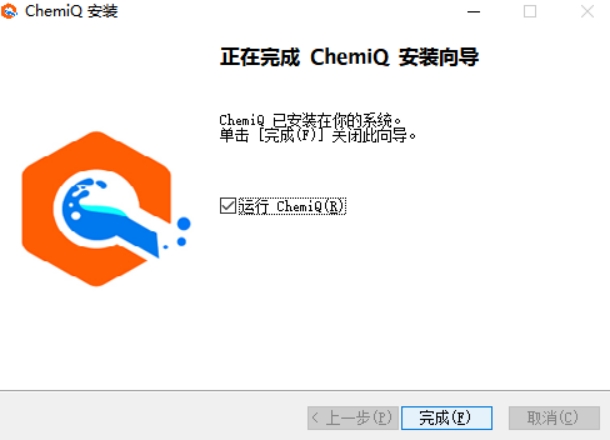 ChemiQ 安装
正在完成 ChemiQ 安装向导
ChemiQ 已安装在你的系统。
单击 [完成(F)] 关闭此向导。
运行 ChemiQ(R)
< 上一步(P)
完成(F)
取消(C)